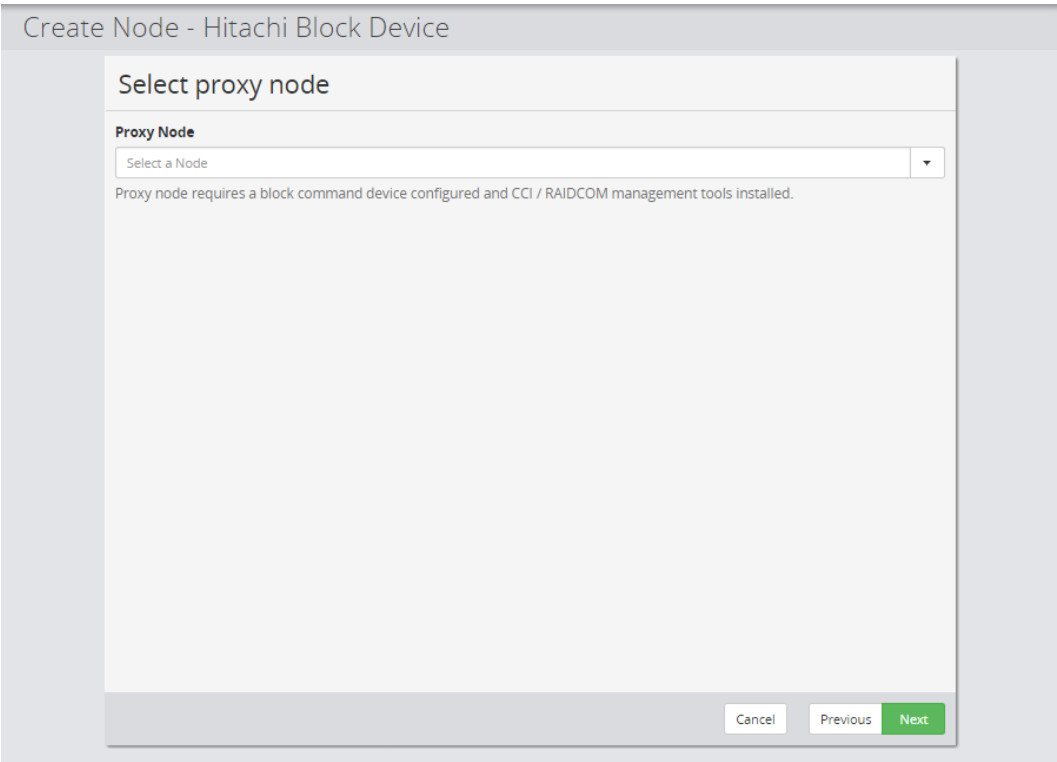 Create Node - Hitachi Block Device
Select proxy node
Proxy Node
Select a Node
Proxy node requires a block command device configured and CCI / RAIDCOM management tools installed.
Cancel
Previous
Next